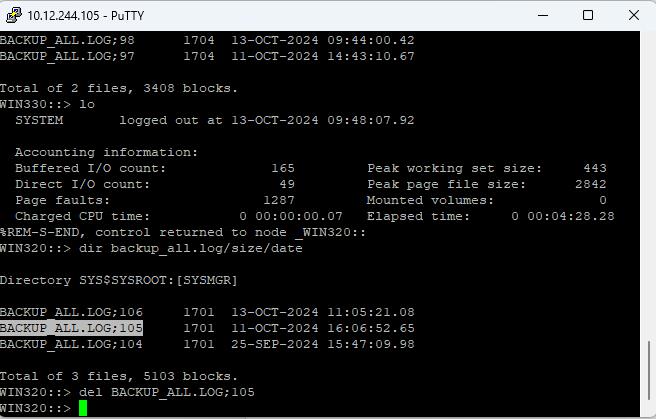 10.12.244.105 - PuTTY
BACKUP_ALL.LOG;98      1704  13-OCT-2024 09:44:00.42
BACKUP_ALL.LOG;97      1704  11-OCT-2024 14:43:10.67
Total of 2 files, 3408 blocks.
WIN330::> lo
  SYSTEM       logged out at 13-OCT-2024 09:48:07.92
  Accounting information:
  Buffered I/O count:                165         Peak working set size:      443
  Direct I/O count:                   49         Peak page file size:       2842
  Page faults:                      1287         Mounted volumes:              0
  Charged CPU time:             0 00:00:00.07    Elapsed time:     0 00:04:28.28
%REM-S-END, control returned to node _WIN320::
WIN320::> dir backup_all.log/size/date
Directory SYS$SYSROOT:[SYSMGR]
BACKUP_ALL.LOG;106     1701  13-OCT-2024 11:05:21.08
BACKUP_ALL.LOG;105     1701  11-OCT-2024 16:06:52.65
BACKUP_ALL.LOG;104     1701  25-SEP-2024 15:47:09.98
Total of 3 files, 5103 blocks.
WIN320::> del BACKUP_ALL.LOG;105
WIN320::>